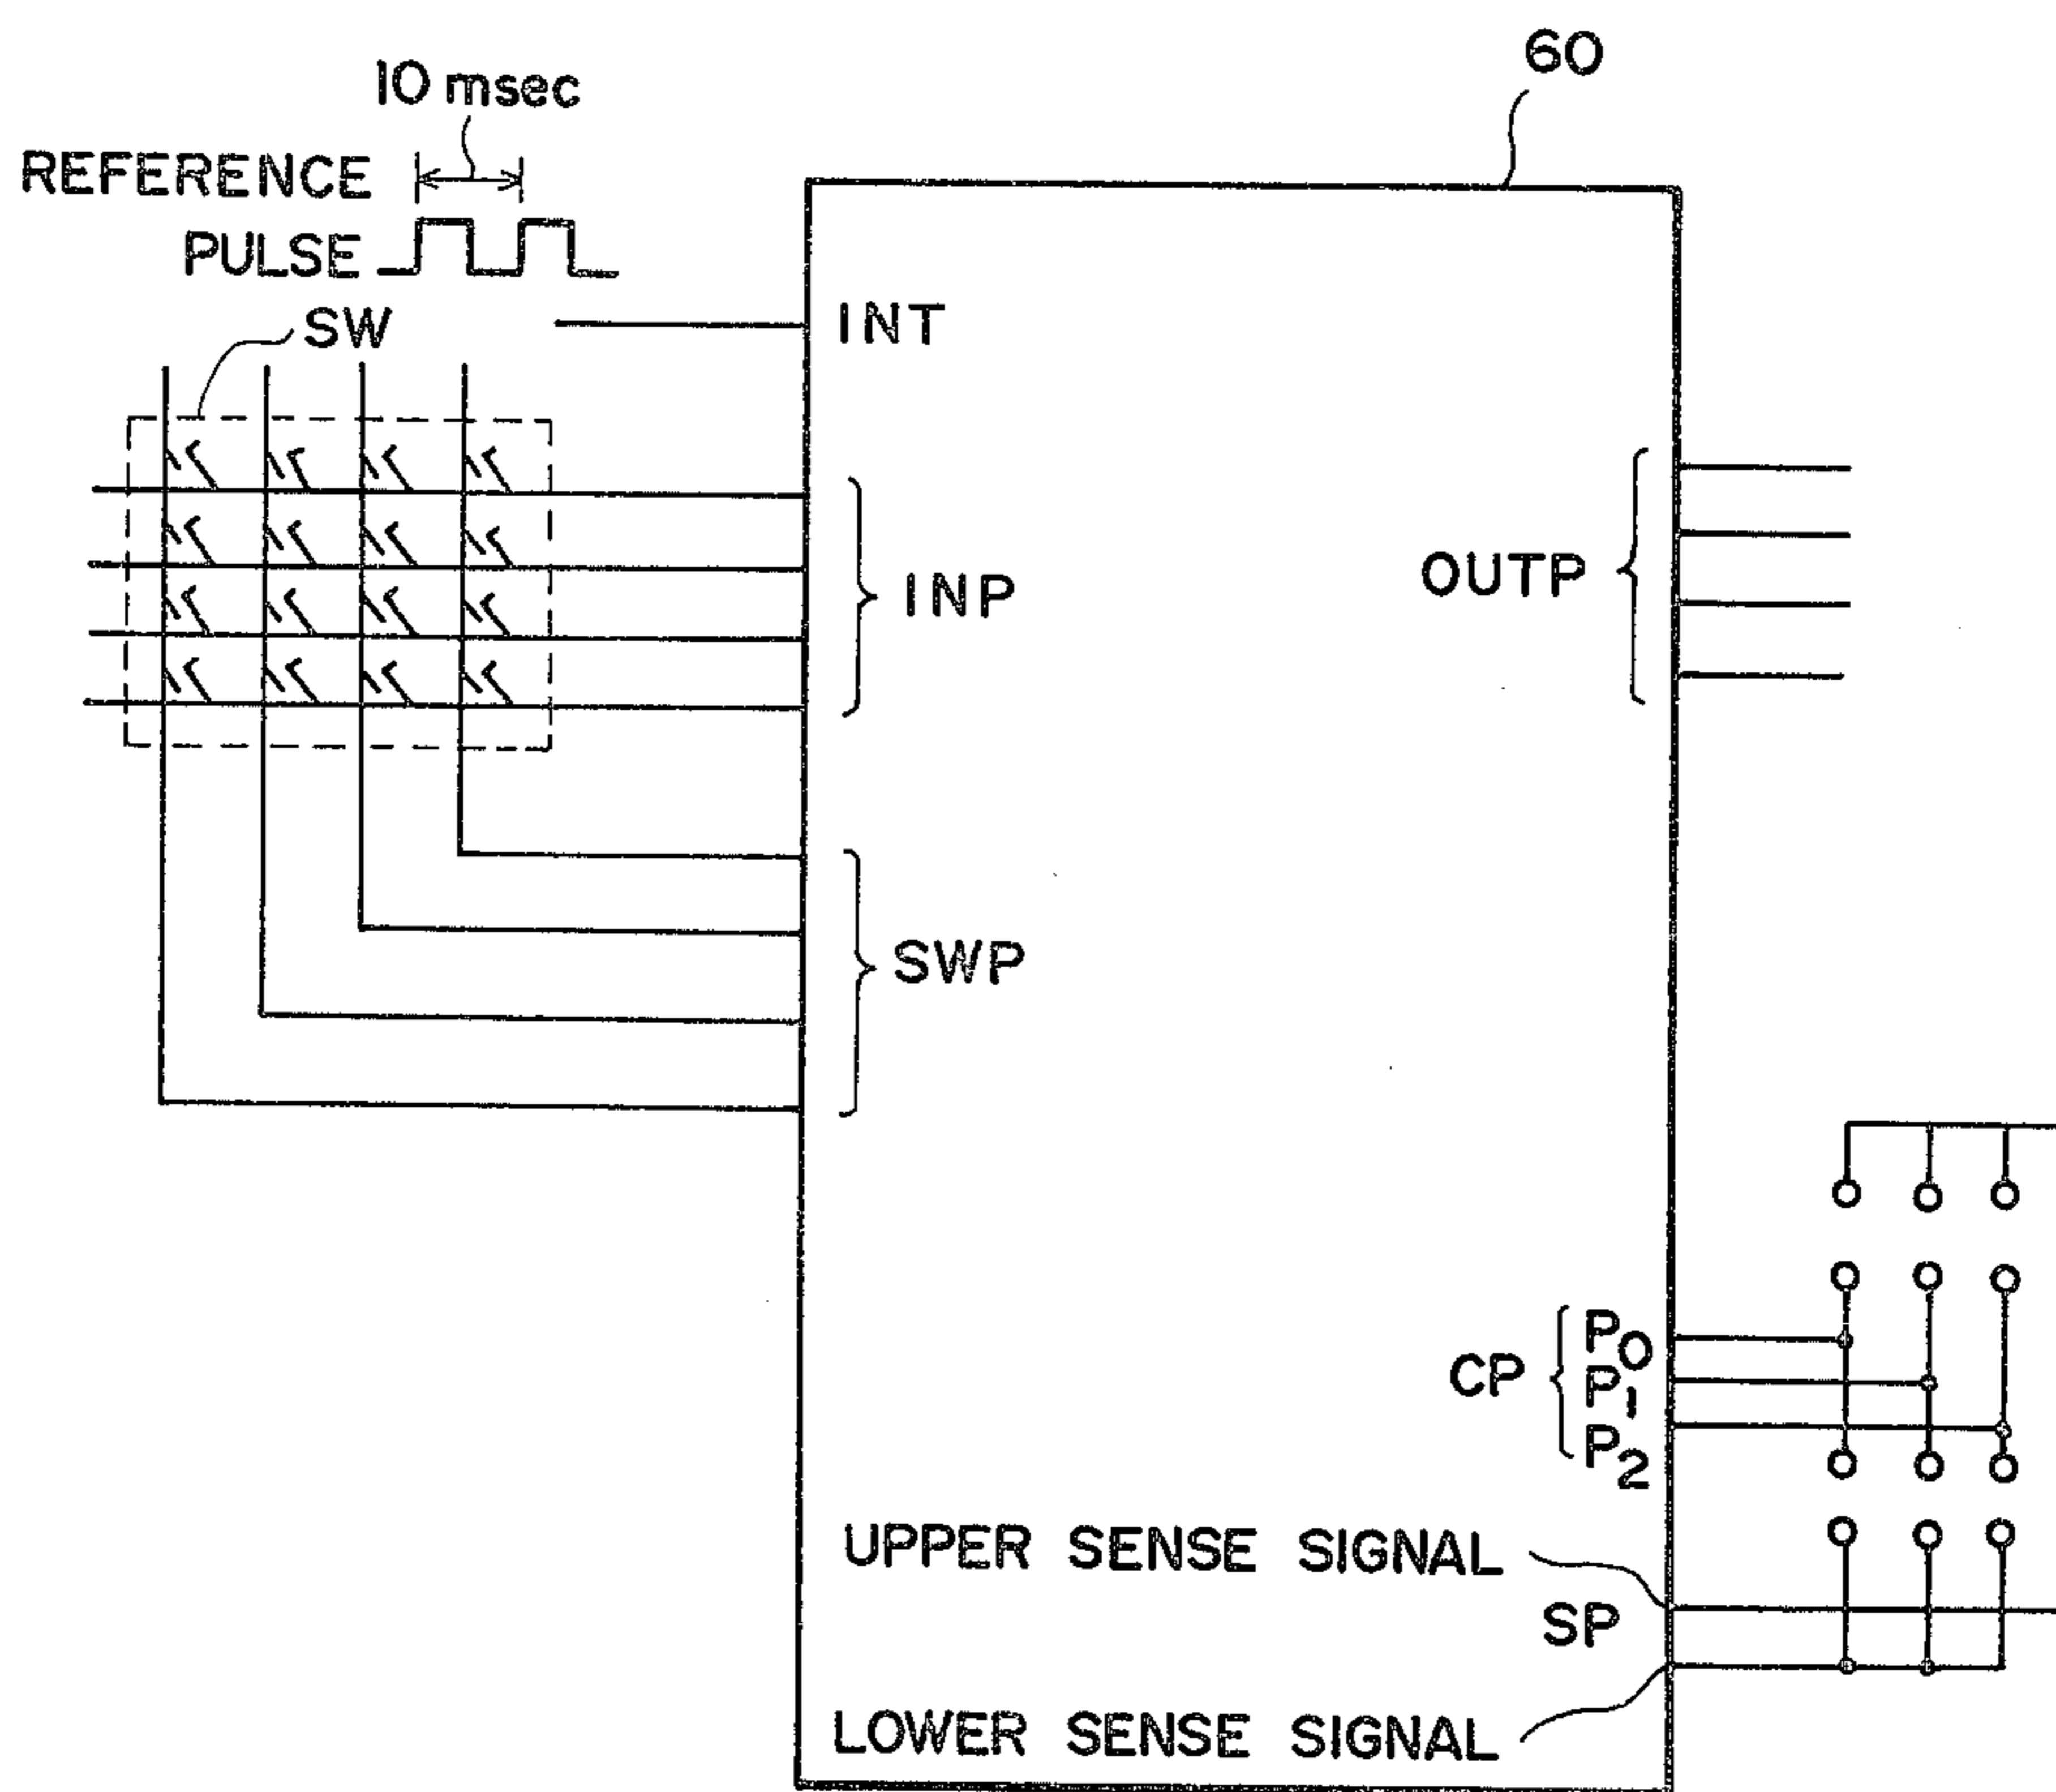 60
10 msec
REFERENCE
PULSE
SW
INT
INP
OUTP
SWP
CP
P0
P1
P2
UPPER SENSE SIGNAL
SP
LOWER SENSE SIGNAL